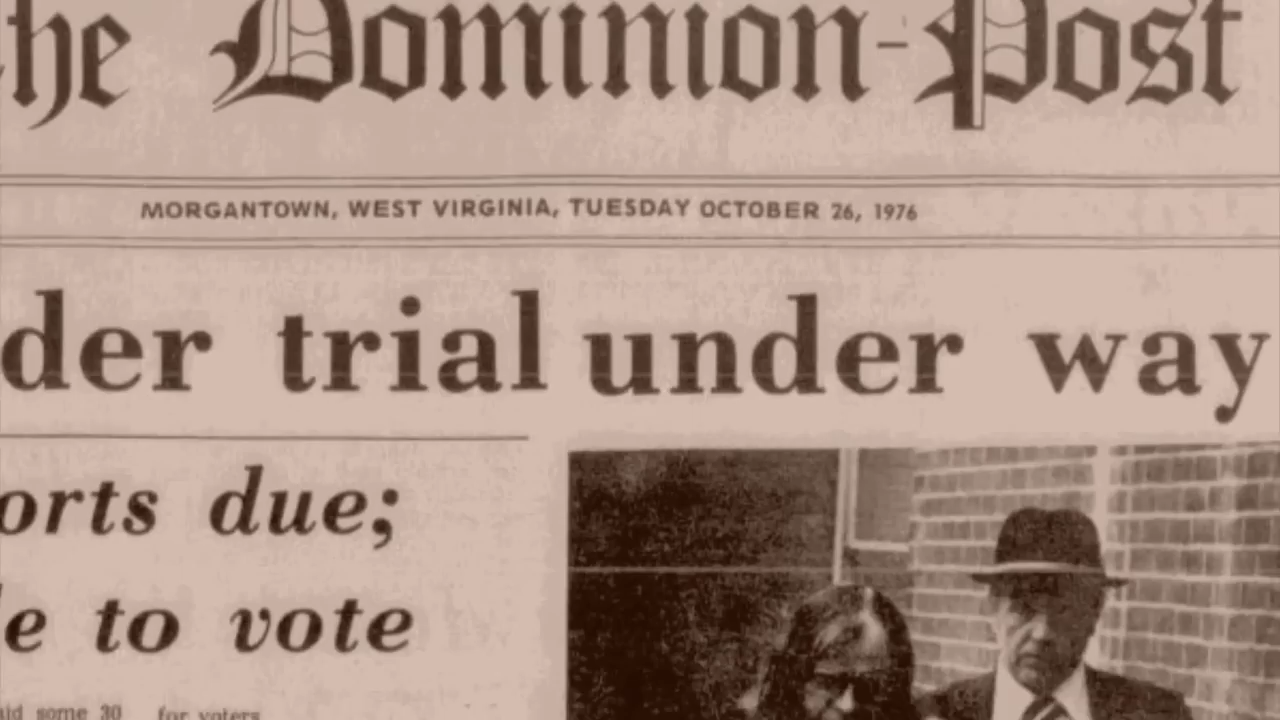 he Dominion-Post
MORGANTOWN, WEST VIRGINIA, TUESDAY OCTOBER 26, 1976
der trial under way
orts due;
e to vote
aid some 30 for voters